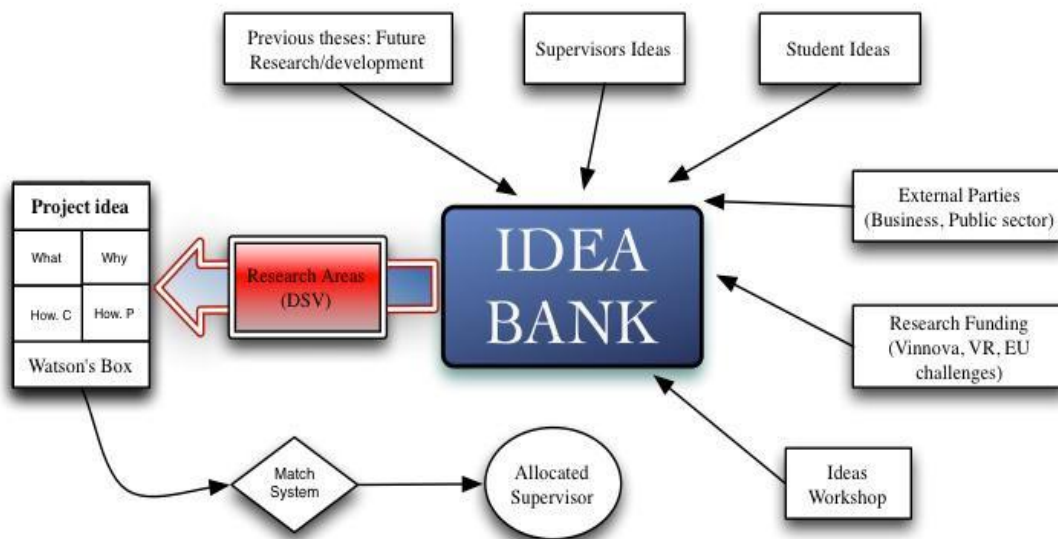 Previous theses: Future
Research/development
Supervisors Ideas
Student Ideas
External Parties
(Business, Public sector)
Research Funding
(Vinnova, VR, EU
challenges)
Ideas
Workshop
IDEA
BANK
Research Areas
(DSV)
Project idea
What
Why
How. C
How. P
Watson's Box
Match
System
Allocated
Supervisor